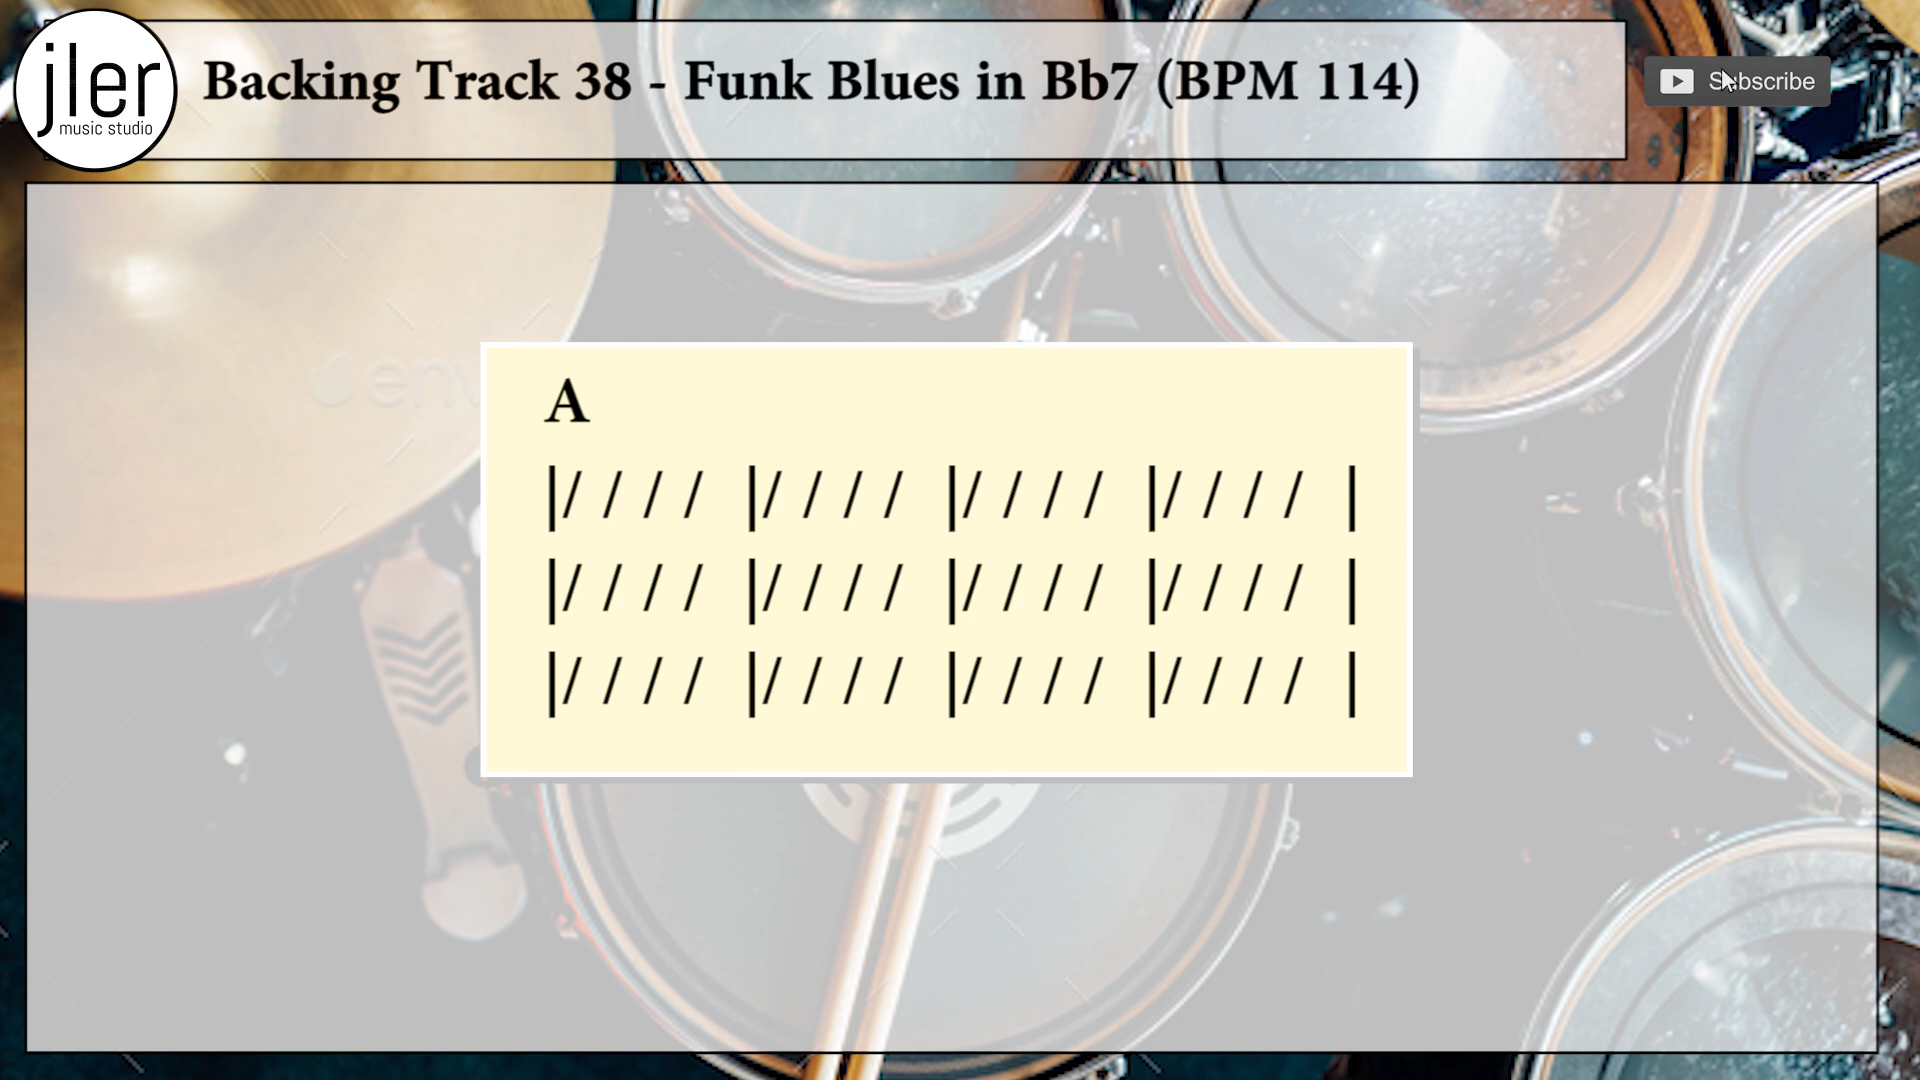 jler
music studio
Backing Track 38 - Funk Blues in Bb7 (BPM 114)
Subscribe
A
|/ / / / |/ / / / |/ / / / |/ / / / |
|/ / / / |/ / / / |/ / / / |/ / / / |
|/ / / / |/ / / / |/ / / / |/ / / / |